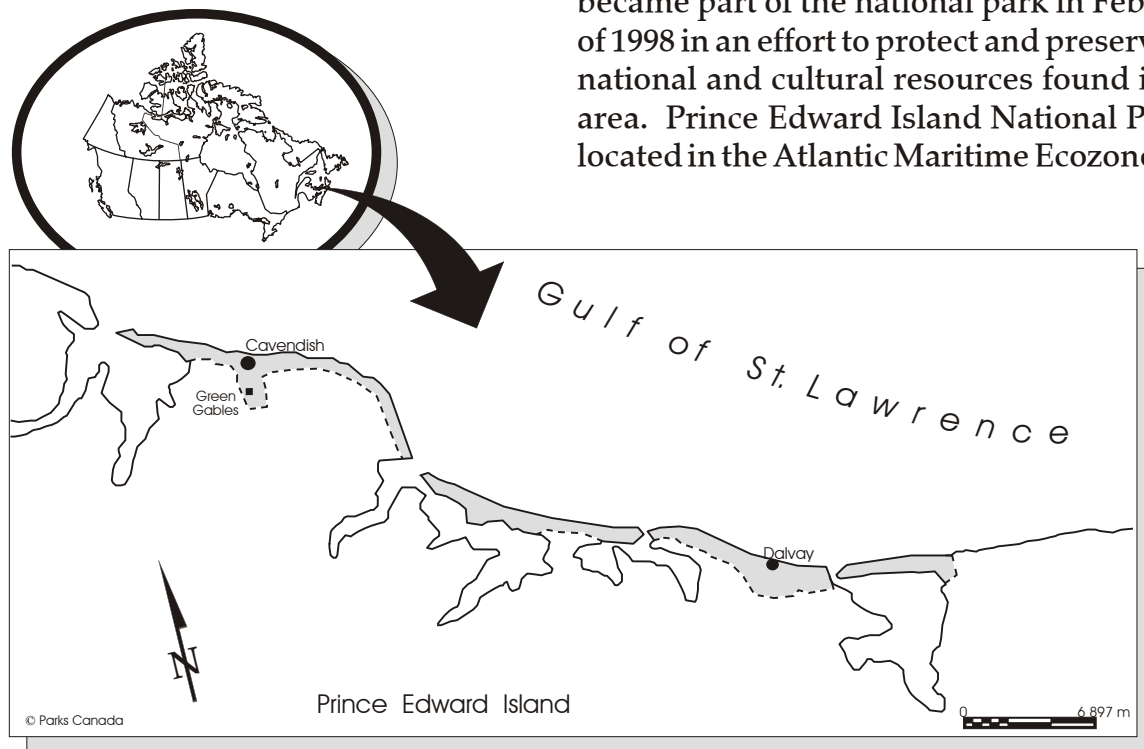 became part of the national park in Feb
of 1998 in an effort to protect and preserv
national and cultural resources found i
area. Prince Edward Island National P
located in the Atlantic Maritime Ecozon
Gulf of St. Lawrence
Cavendish
Green
Gables
Dalvay
N
Prince Edward Island
© Parks Canada
0 6 897 m